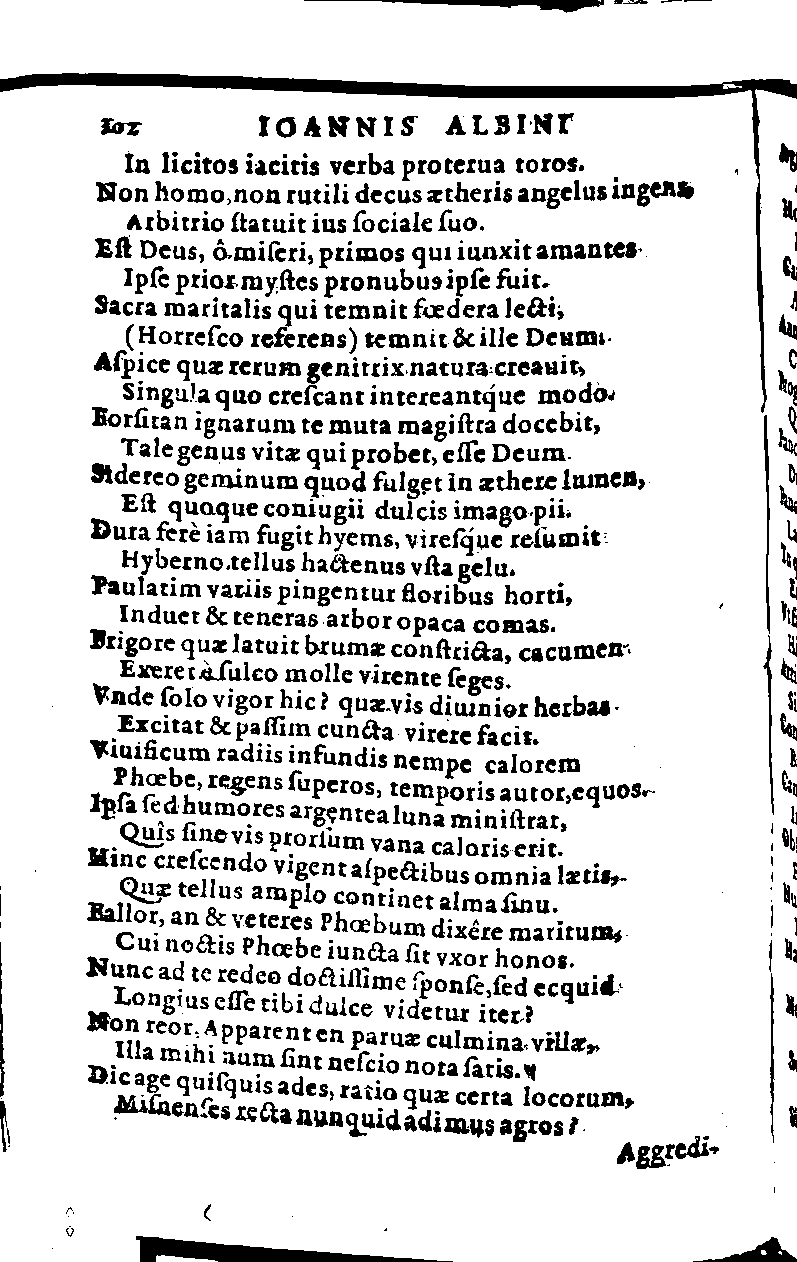 102 IOANNIS ALBINI
In licitos iacitis verba proterua toros.
Non homo, non rutili decus ætheris angelus ingens,
Arbitrio ſtatuit ius ſociale ſuo.
Eſt Deus, ô miſeri, primos qui iunxit amantes
Ipſe prior myſtes pronubus ipſe fuit.
Sacra maritalis qui temnit fœdera lecti,
(Horreſco referens) temnit & ille Deum.
Aſpice quæ rerum genitrix natura creauit,
Singula quo creſcant intereantq́ue modo.
Forſitan ignarum te muta magiſtra docebit,
Tale genus vitæ qui probet, eſſe Deum.
Sidereo geminum quod fulget in æthere lumen,
Eſt quoque coniugii dulcis imago pii.
Dura ferè iam fugit hyems, vireſq́ue reſumit
Hyberno tellus hactenus vſta gelu.
Paulatim variis pingentur floribus horti,
Induet & teneras arbor opaca comas.
Frigore quæ latuit brumæ conſtricta, cacumen
Exeret è ſulco molle virente ſeges.
Vnde ſolo vigor hic? quæ vis diuinior herbas
Excitat & paſſim cuncta virere facit.
Viuificum radiis infundis nempe calorem
Phœbe, regens ſuperos, temporis autor, equos.
Ipſa ſed humores argentea luna miniſtrat,
Quîs ſine vis prorſum vana caloris erit.
Hinc creſcendo vigent aſpectibus omnia lætis,
Quæ tellus amplo continet alma ſinu.
Fallor, an & veteres Phœbum dixêre maritum,
Cui noctis Phœbe iuncta ſit vxor honos.
Nunc ad te redeo doctiſſime ſponſe, ſed ecquid
Longius eſſe tibi dulce videtur iter?
Non reor. Apparent en paruæ culmina villæ,
Illa mihi num ſint neſcio nota ſatis.
Dic age quiſquis ades, ratio quæ certa locorum,
Miſnenſes recta nunquid adimus agros?
Aggredi-